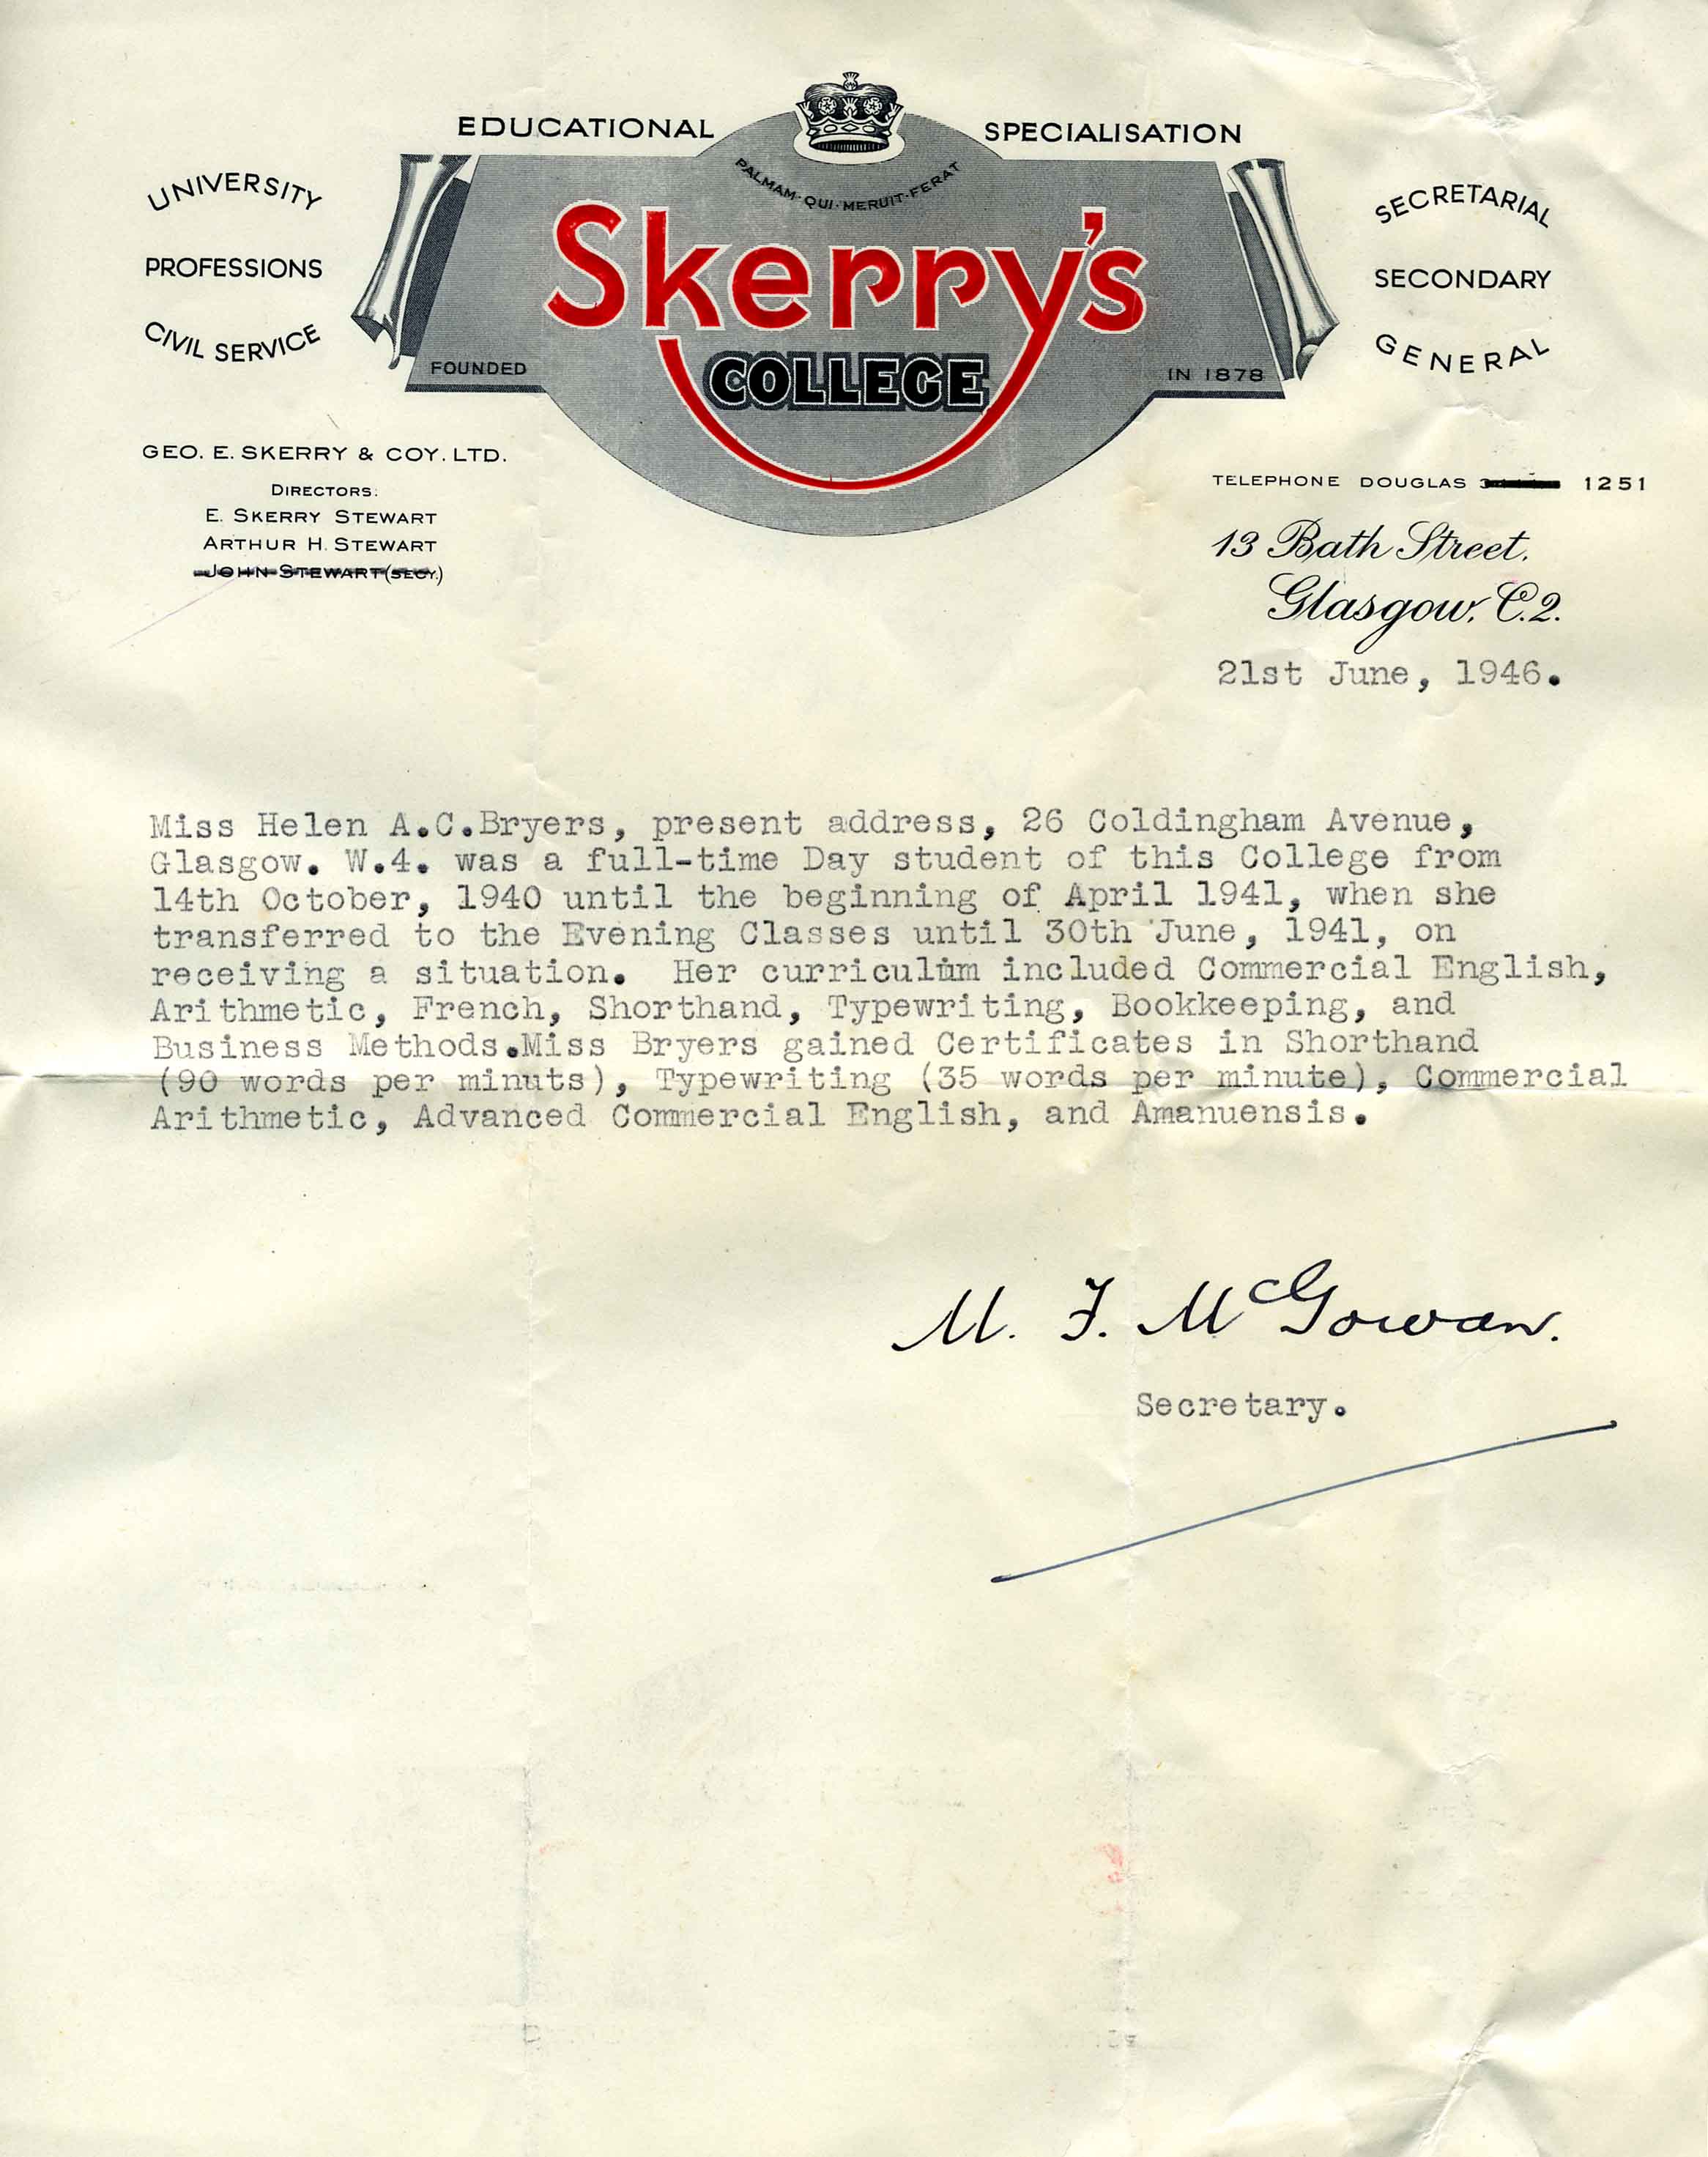 EDUCATIONAL SPECIALISATION
PALMAM·QUI·MERUIT·FERAT
UNIVERSITY
PROFESSIONS
CIVIL SERVICE
Skerry's
COLLEGE
FOUNDED IN 1878
SECRETARIAL
SECONDARY
GENERAL
GEO. E. SKERRY & COY. LTD.
DIRECTORS:
E. SKERRY STEWART
ARTHUR H. STEWART
JOHN STEWART (SECY.)
TELEPHONE DOUGLAS 1251
13 Bath Street,
Glasgow, C.2.
21st June, 1946.
Miss Helen A.C.Bryers, present address, 26 Coldingham Avenue,
Glasgow. W.4. was a full-time Day student of this College from
14th October, 1940 until the beginning of April 1941, when she
transferred to the Evening Classes until 30th June, 1941, on
receiving a situation. Her curriculum included Commercial English,
Arithmetic, French, Shorthand, Typewriting, Bookkeeping, and
Business Methods.Miss Bryers gained Certificates in Shorthand
(90 words per minuts), Typewriting (35 words per minute), Commercial
Arithmetic, Advanced Commercial English, and Amanuensis.
M. F. McGowan.
Secretary.